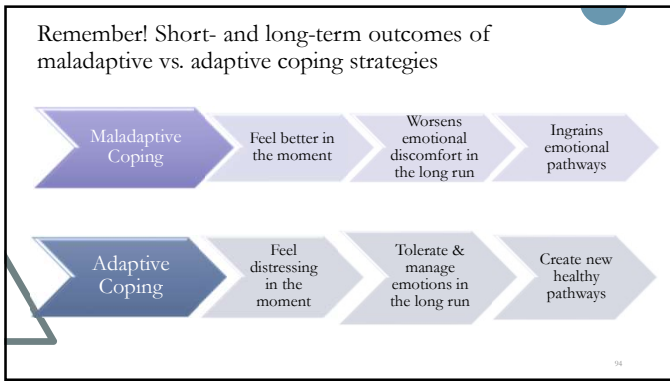 Remember! Short- and long-term outcomes of
maladaptive vs. adaptive coping strategies
Maladaptive
Coping
Feel better in
the moment
Worsens
emotional
discomfort in
the long run
Ingrains
emotional
pathways
Adaptive
Coping
Feel
distressing
in the
moment
Tolerate &
manage
emotions in
the long run
Create new
healthy
pathways
94